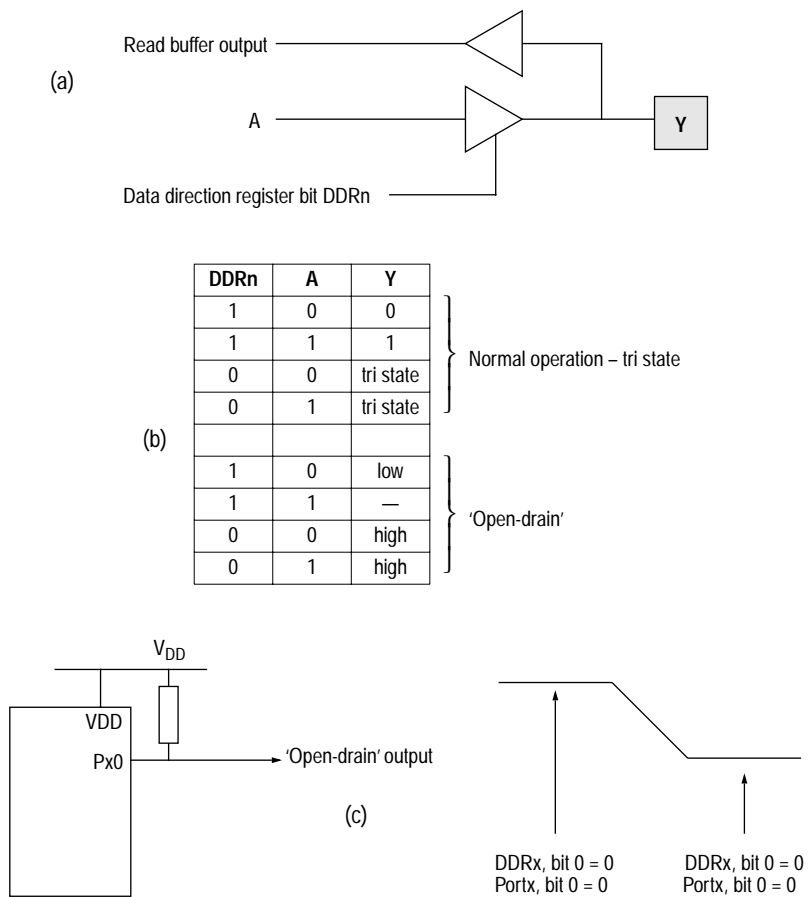 Read buffer output
(a)
A
Y
Data direction register bit DDRn
(b)
DDRn A Y
1 0 0
1 1 1
0 0 tri state
0 1 tri state
Normal operation – tri state
1 0 low
1 1 —
0 0 high
0 1 high
'Open-drain'
(c)
VDD
VDD
Px0
'Open-drain' output
DDRx, bit 0 = 0
Portx, bit 0 = 0
DDRx, bit 0 = 0
Portx, bit 0 = 0